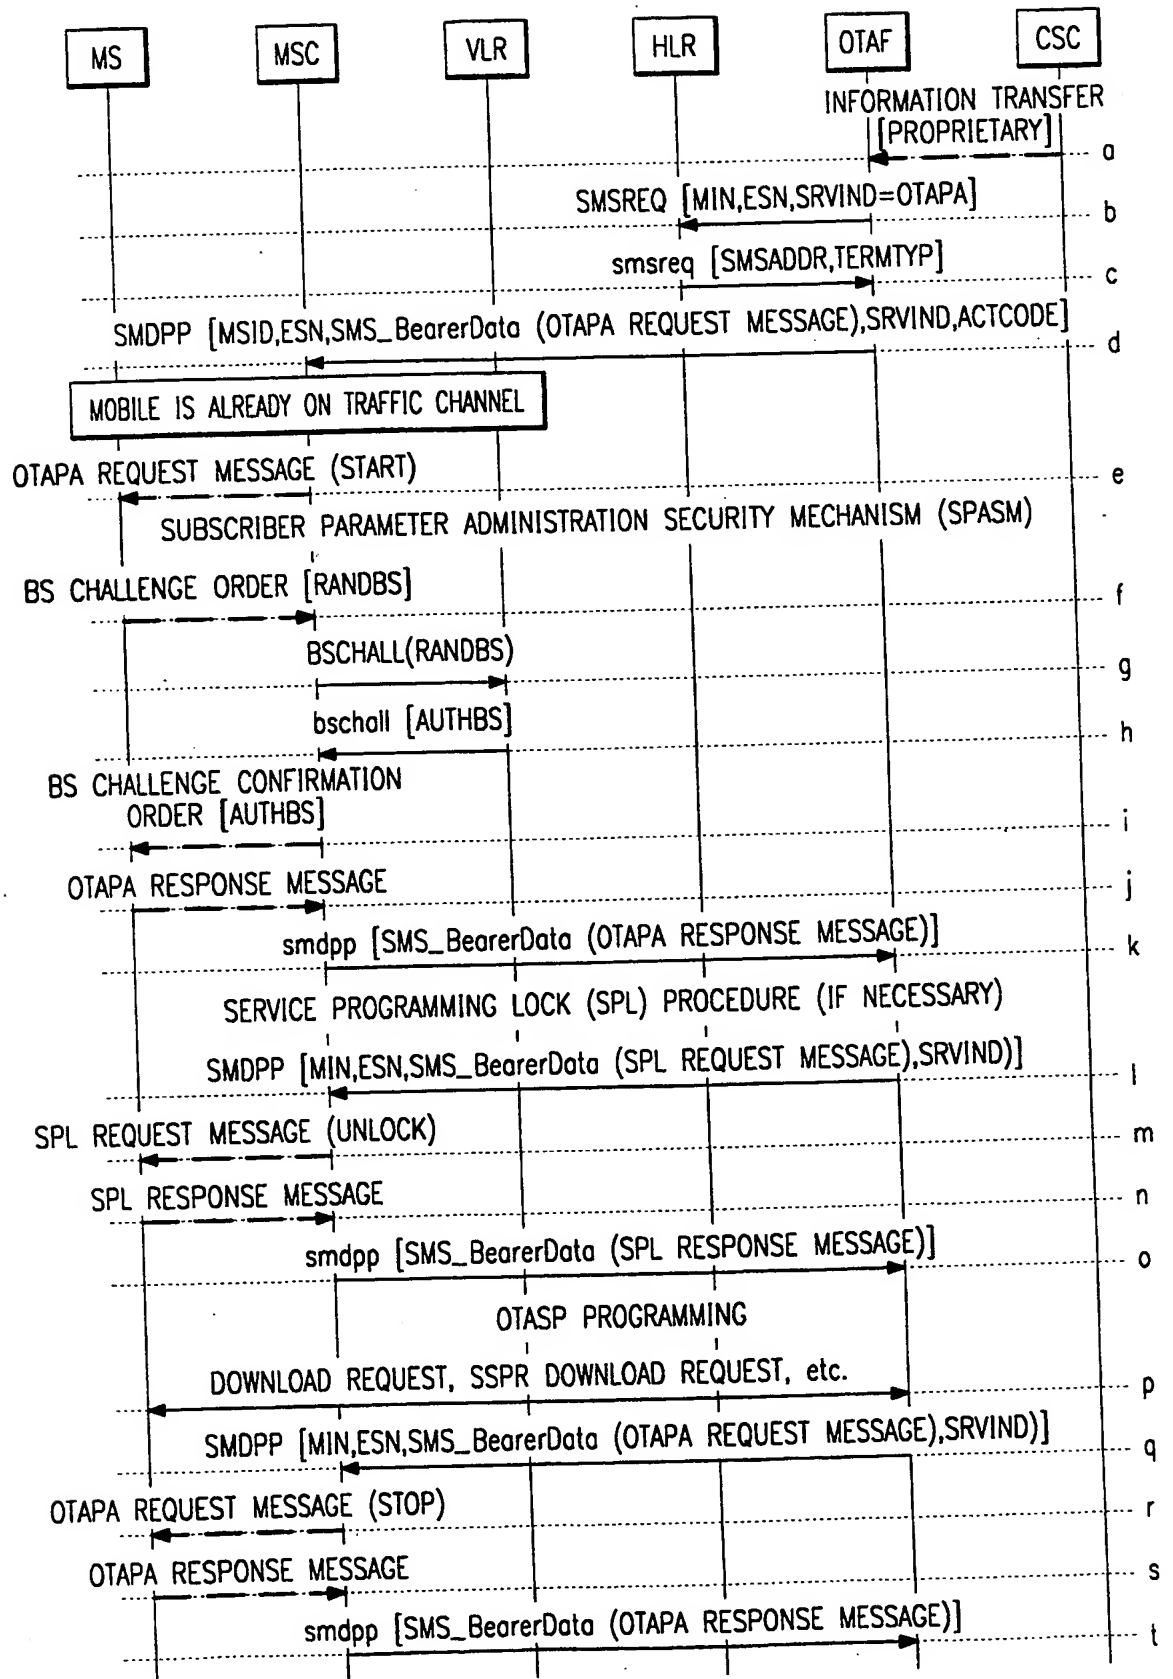 MS MSC VLR HLR OTAF CSC
INFORMATION TRANSFER
[PROPRIETARY]
a
SMSREQ [MIN,ESN,SRVIND=OTAPA]
b
smsreq [SMSADDR,TERMTYP]
c
SMDPP [MSID,ESN,SMS_BearerData (OTAPA REQUEST MESSAGE),SRVIND,ACTCODE]
d
MOBILE IS ALREADY ON TRAFFIC CHANNEL
OTAPA REQUEST MESSAGE (START)
e
SUBSCRIBER PARAMETER ADMINISTRATION SECURITY MECHANISM (SPASM)
BS CHALLENGE ORDER [RANDBS]
f
BSCHALL(RANDBS)
g
bschall [AUTHBS]
h
BS CHALLENGE CONFIRMATION
ORDER [AUTHBS]
i
OTAPA RESPONSE MESSAGE
j
smdpp [SMS_BearerData (OTAPA RESPONSE MESSAGE)]
k
SERVICE PROGRAMMING LOCK (SPL) PROCEDURE (IF NECESSARY)
SMDPP [MIN,ESN,SMS_BearerData (SPL REQUEST MESSAGE),SRVIND)]
l
SPL REQUEST MESSAGE (UNLOCK)
m
SPL RESPONSE MESSAGE
n
smdpp [SMS_BearerData (SPL RESPONSE MESSAGE)]
o
OTASP PROGRAMMING
DOWNLOAD REQUEST, SSPR DOWNLOAD REQUEST, etc.
p
SMDPP [MIN,ESN,SMS_BearerData (OTAPA REQUEST MESSAGE),SRVIND)]
q
OTAPA REQUEST MESSAGE (STOP)
r
OTAPA RESPONSE MESSAGE
s
smdpp [SMS_BearerData (OTAPA RESPONSE MESSAGE)]
t